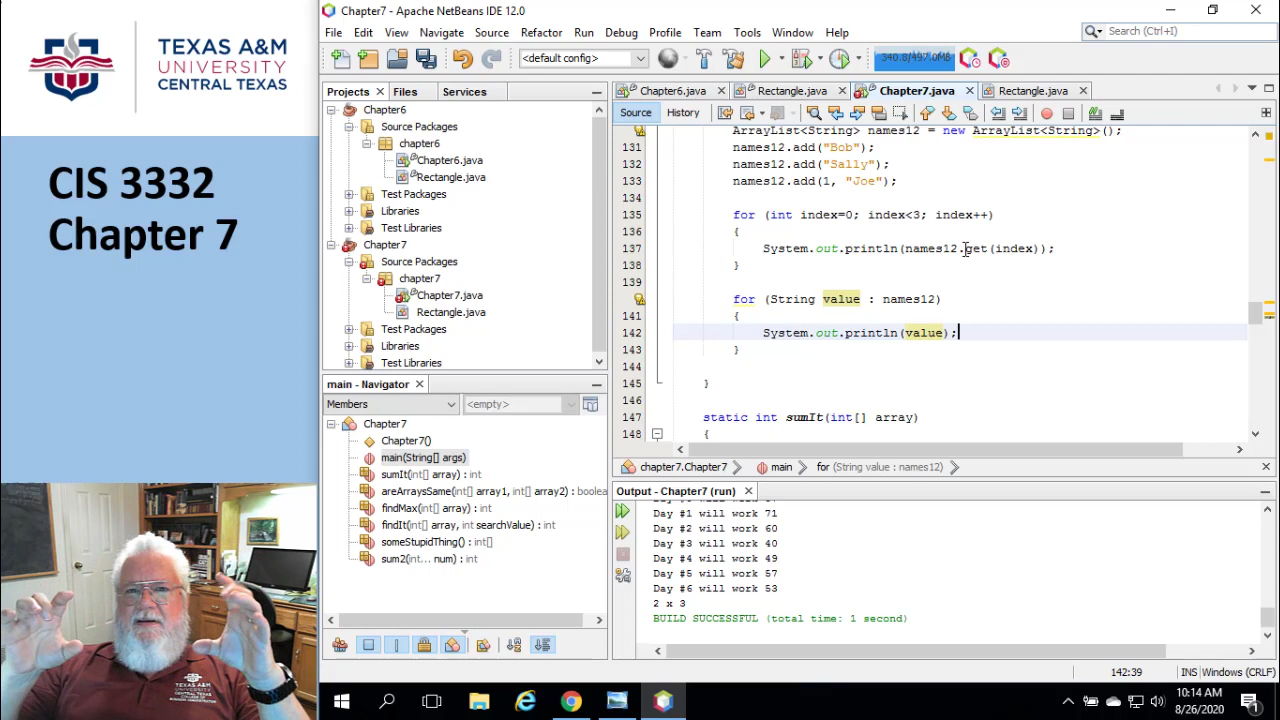 TEXAS A&M
UNIVERSITY
CENTRAL TEXAS
CIS 3332
Chapter 7
TEXAS A&M
UNIVERSITY
CENTRAL TEXAS
Chapter7 - Apache NetBeans IDE 12.0
File Edit View Navigate Source Refactor Run Debug Profile Team Tools Window Help
Search (Ctrl+I)
<default config>
340.8/497.0MB
Projects Files Services
Chapter6
Source Packages
chapter6
Chapter6.java
Rectangle.java
Test Packages
Libraries
Test Libraries
Chapter7
Source Packages
chapter7
Chapter7.java
Rectangle.java
Test Packages
Libraries
Test Libraries
main - Navigator
Members <empty>
Chapter7
Chapter7()
main(String[] args)
sumIt(int[] array) : int
areArraysSame(int[] array1, int[] array2) : boolea
findMax(int[] array) : int
findIt(int[] array, int searchValue) : int
someStupidThing() : int[]
sum2(int... num) : int
Chapter6.java Rectangle.java Chapter7.java Rectangle.java
Source History
ArrayList<String> names12 = new ArrayList<String>();
131 names12.add("Bob");
132 names12.add("Sally");
133 names12.add(1, "Joe");
134
135 for (int index=0; index<3; index++)
136 {
137 System.out.println(names12.get(index));
138 }
139
for (String value : names12)
141 {
142 System.out.println(value);
143 }
144
145 }
146
147 static int sumIt(int[] array)
148 {
chapter7.Chapter7 main for (String value : names12)
Output - Chapter7 (run)
Day #1 will work 71
Day #2 will work 60
Day #3 will work 40
Day #4 will work 49
Day #5 will work 57
Day #6 will work 53
2 x 3
BUILD SUCCESSFUL (total time: 1 second)
142:39 INS Windows (CRLF)
10:14 AM
8/26/2020
1